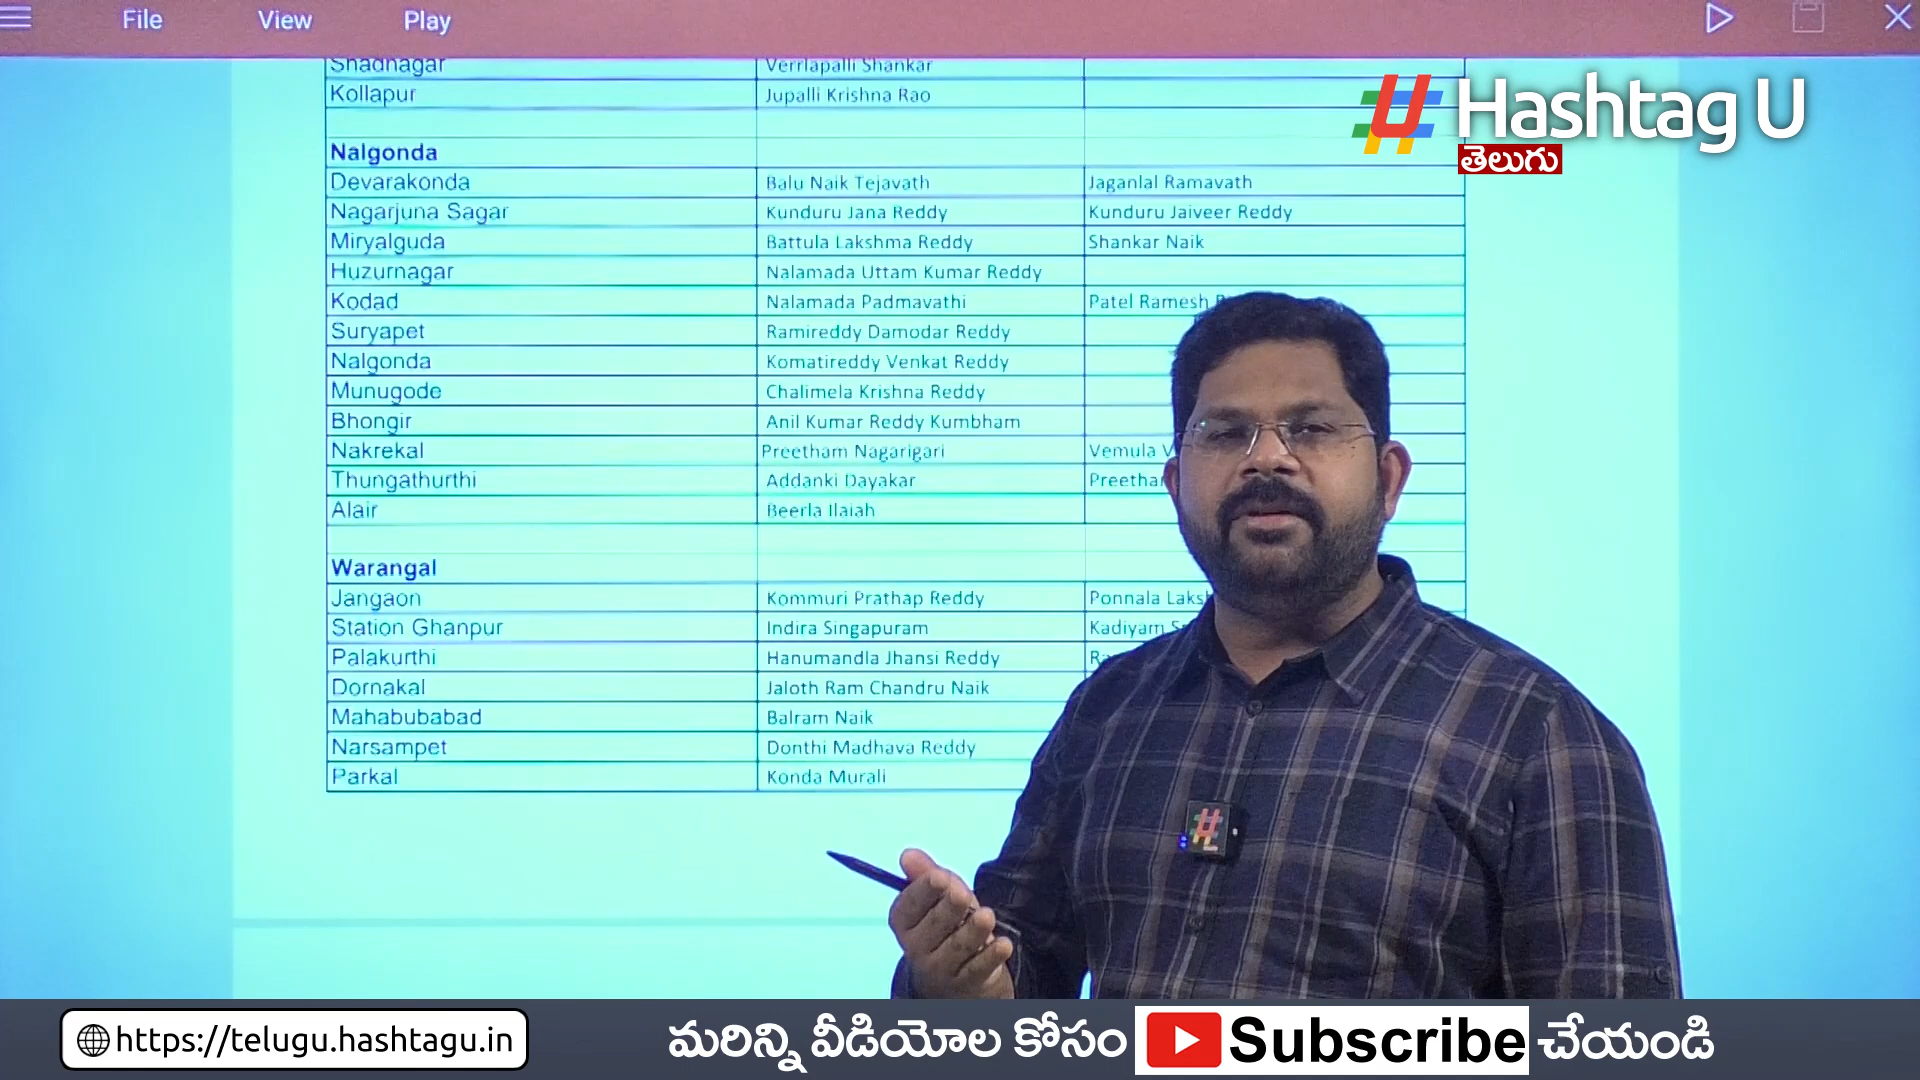 File View Play
Shadnagar Verrlapalli Shankar
Kollapur Jupalli Krishna Rao
Hashtag U
తెలుగు
Nalgonda
Devarakonda Balu Naik Tejavath Jaganlal Ramavath
Nagarjuna Sagar Kunduru Jana Reddy Kunduru Jaiveer Reddy
Miryalguda Battula Lakshma Reddy Shankar Naik
Huzurnagar Nalamada Uttam Kumar Reddy
Kodad Nalamada Padmavathi Patel Ramesh
Suryapet Ramireddy Damodar Reddy
Nalgonda Komatireddy Venkat Reddy
Munugode Chalimela Krishna Reddy
Bhongir Anil Kumar Reddy Kumbham
Nakrekal Preetham Nagarigari Vemula
Thungathurthi Addanki Dayakar
Alair Beerla Ilaiah
Warangal
Jangaon Kommuri Prathap Reddy Ponnala
Station Ghanpur Indira Singapuram Kadiyam
Palakurthi Hanumandla Jhansi Reddy
Dornakal Jaloth Ram Chandru Naik
Mahabubabad Balram Naik
Narsampet Donthi Madhava Reddy
Parkal Konda Murali
https://telugu.hashtagu.in మరిన్ని వీడియోల కోసం Subscribe చేయండి